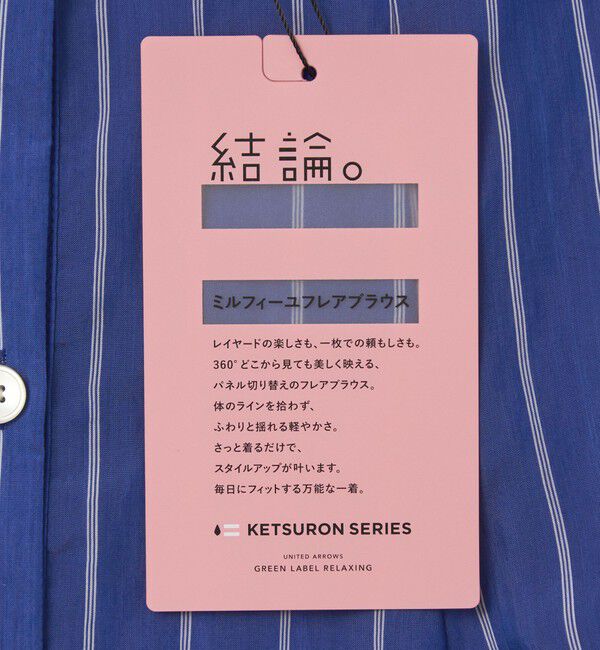 結論。
ミルフィーユフレアブラウス
レイヤードの楽しさも、一枚での頼もしさも。
360°どこから見ても美しく映える、
パネル切り替えのフレアブラウス。
体のラインを拾わず、
ふわりと揺れる軽やかさ。
さっと着るだけで、
スタイルアップが叶います。
毎日にフィットする万能な一着。
KETSURON SERIES
UNITED ARROWS
GREEN LABEL RELAXING